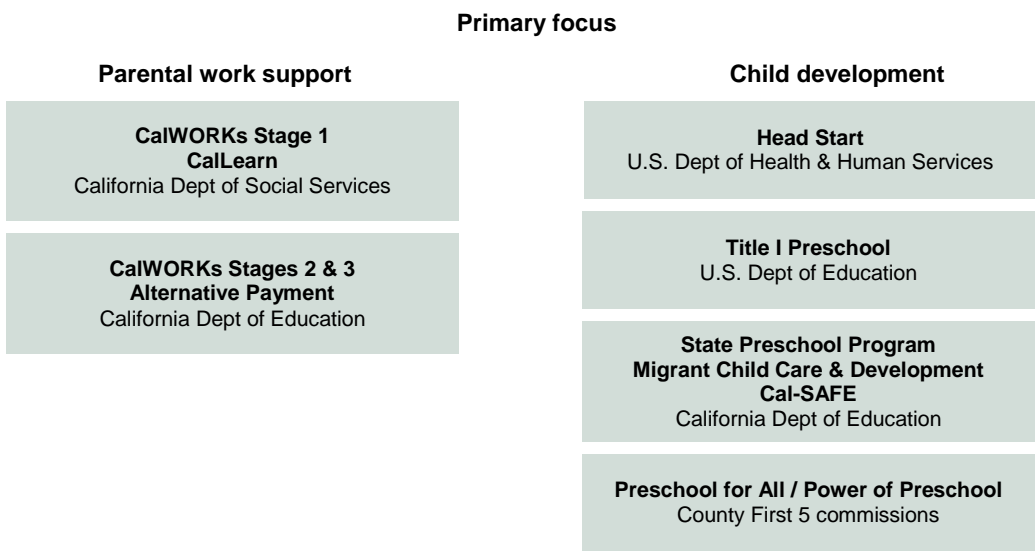 Primary focus
Parental work support
CalWORKs Stage 1
CalLearn
California Dept of Social Services
CalWORKs Stages 2 & 3
Alternative Payment
California Dept of Education
Child development
Head Start
U.S. Dept of Health & Human Services
Title I Preschool
U.S. Dept of Education
State Preschool Program
Migrant Child Care & Development
Cal-SAFE
California Dept of Education
Preschool for All / Power of Preschool
County First 5 commissions